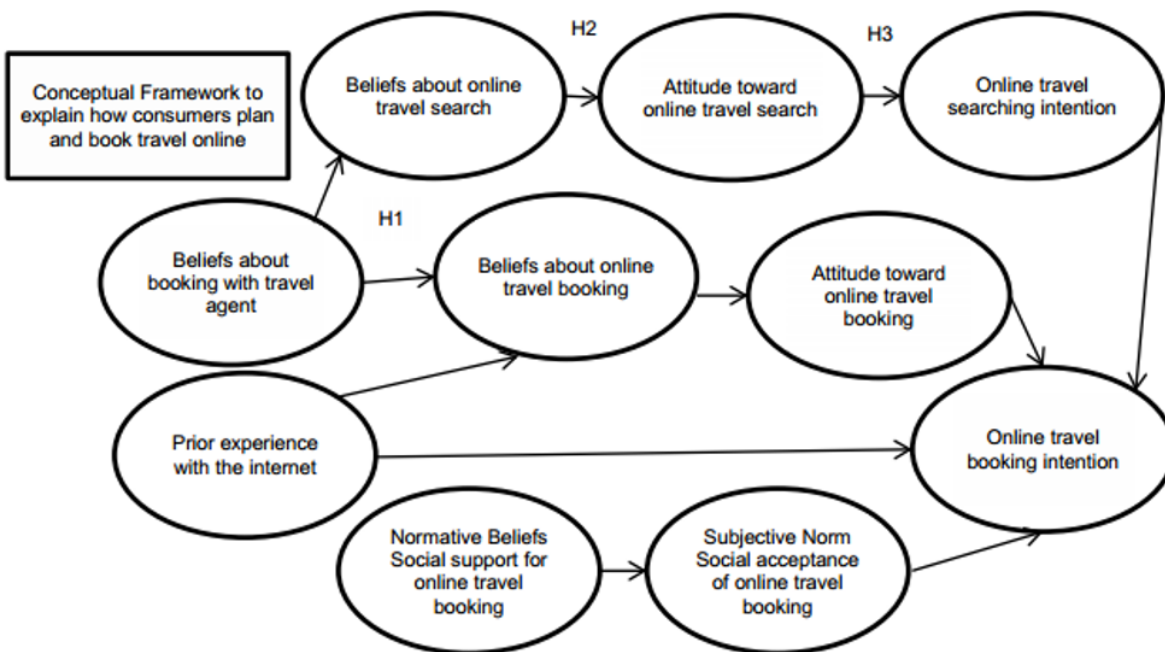 H2
H3
Conceptual Framework to
explain how consumers plan
and book travel online
Beliefs about online
travel search
Attitude toward
online travel search
Online travel
searching intention
H1
Beliefs about
booking with travel
agent
Beliefs about online
travel booking
Attitude toward
online travel
booking
Prior experience
with the internet
Online travel
booking intention
Normative Beliefs
Social support for
online travel
booking
Subjective Norm
Social acceptance
of online travel
booking